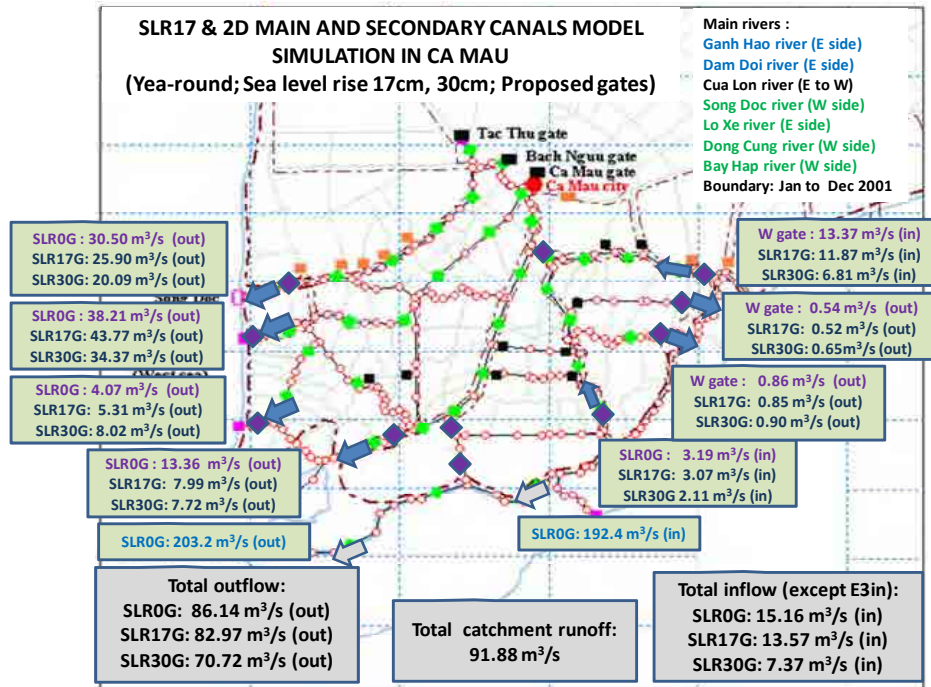 SLR17 & 2D MAIN AND SECONDARY CANALS MODEL
SIMULATION IN CA MAU
(Yea-round; Sea level rise 17cm, 30cm; Proposed gates)
Main rivers :
Ganh Hao river (E side)
Dam Doi river (E side)
Cua Lon river (E to W)
Song Doc river (W side)
Lo Xe river (E side)
Dong Cung river (W side)
Bay Hap river (W side)
Boundary: Jan to Dec 2001
Tac Thu gate
Bach Nguu gate
Ca Mau gate
Ca Mau city
SLR0G : 30.50 m³/s (out)
SLR17G: 25.90 m³/s (out)
SLR30G: 20.09 m³/s (out)
Song Doc
SLR0G : 38.21 m³/s (out)
SLR17G: 43.77 m³/s (out)
SLR30G: 34.37 m³/s (out)
(West sea)
SLR0G : 4.07 m³/s (out)
SLR17G: 5.31 m³/s (out)
SLR30G: 8.02 m³/s (out)
SLR0G : 13.36 m³/s (out)
SLR17G: 7.99 m³/s (out)
SLR30G: 7.72 m³/s (out)
SLR0G: 203.2 m³/s (out)
W gate : 13.37 m³/s (in)
SLR17G: 11.87 m³/s (in)
SLR30G: 6.81 m³/s (in)
W gate : 0.54 m³/s (out)
SLR17G: 0.52 m³/s (out)
SLR30G: 0.65m³/s (out)
W gate : 0.86 m³/s (out)
SLR17G: 0.85 m³/s (out)
SLR30G: 0.90 m³/s (out)
SLR0G : 3.19 m³/s (in)
SLR17G: 3.07 m³/s (in)
SLR30G 2.11 m³/s (in)
SLR0G: 192.4 m³/s (in)
Total outflow:
SLR0G: 86.14 m³/s (out)
SLR17G: 82.97 m³/s (out)
SLR30G: 70.72 m³/s (out)
Total catchment runoff:
91.88 m³/s
Total inflow (except E3in):
SLR0G: 15.16 m³/s (in)
SLR17G: 13.57 m³/s (in)
SLR30G: 7.37 m³/s (in)